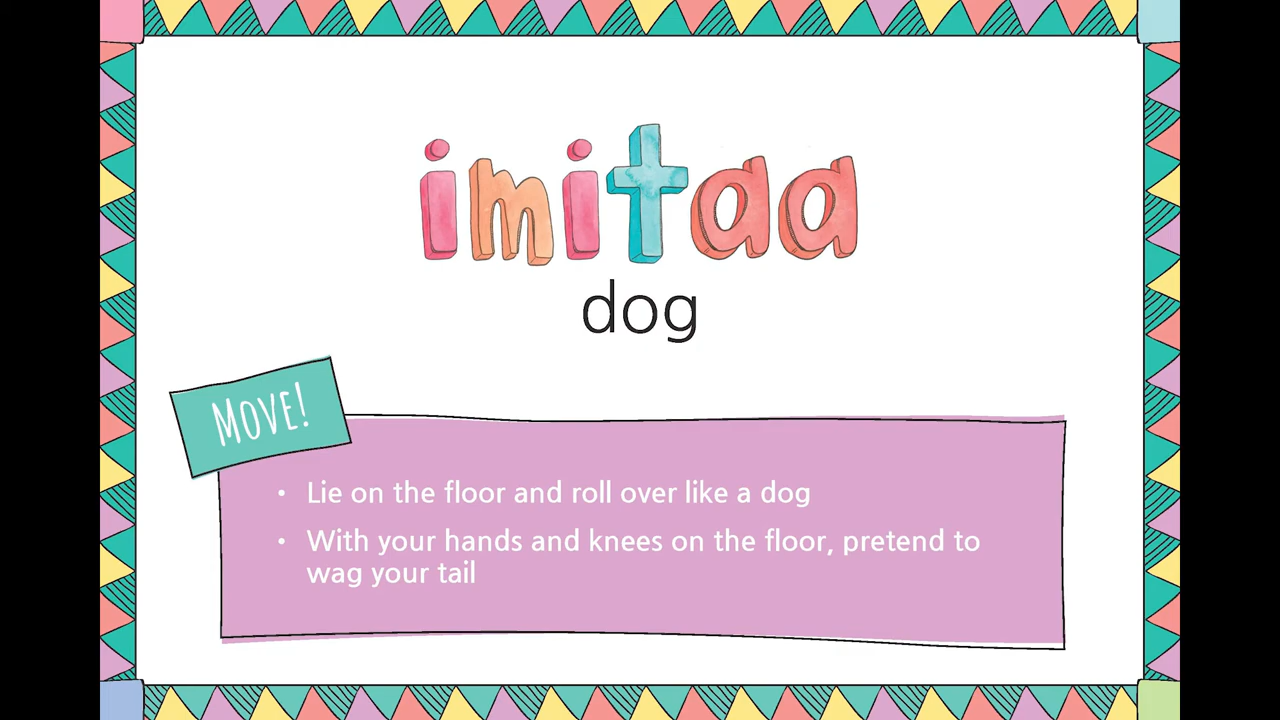 imitaa
dog
MOVE!
• Lie on the floor and roll over like a dog
• With your hands and knees on the floor, pretend to
wag your tail